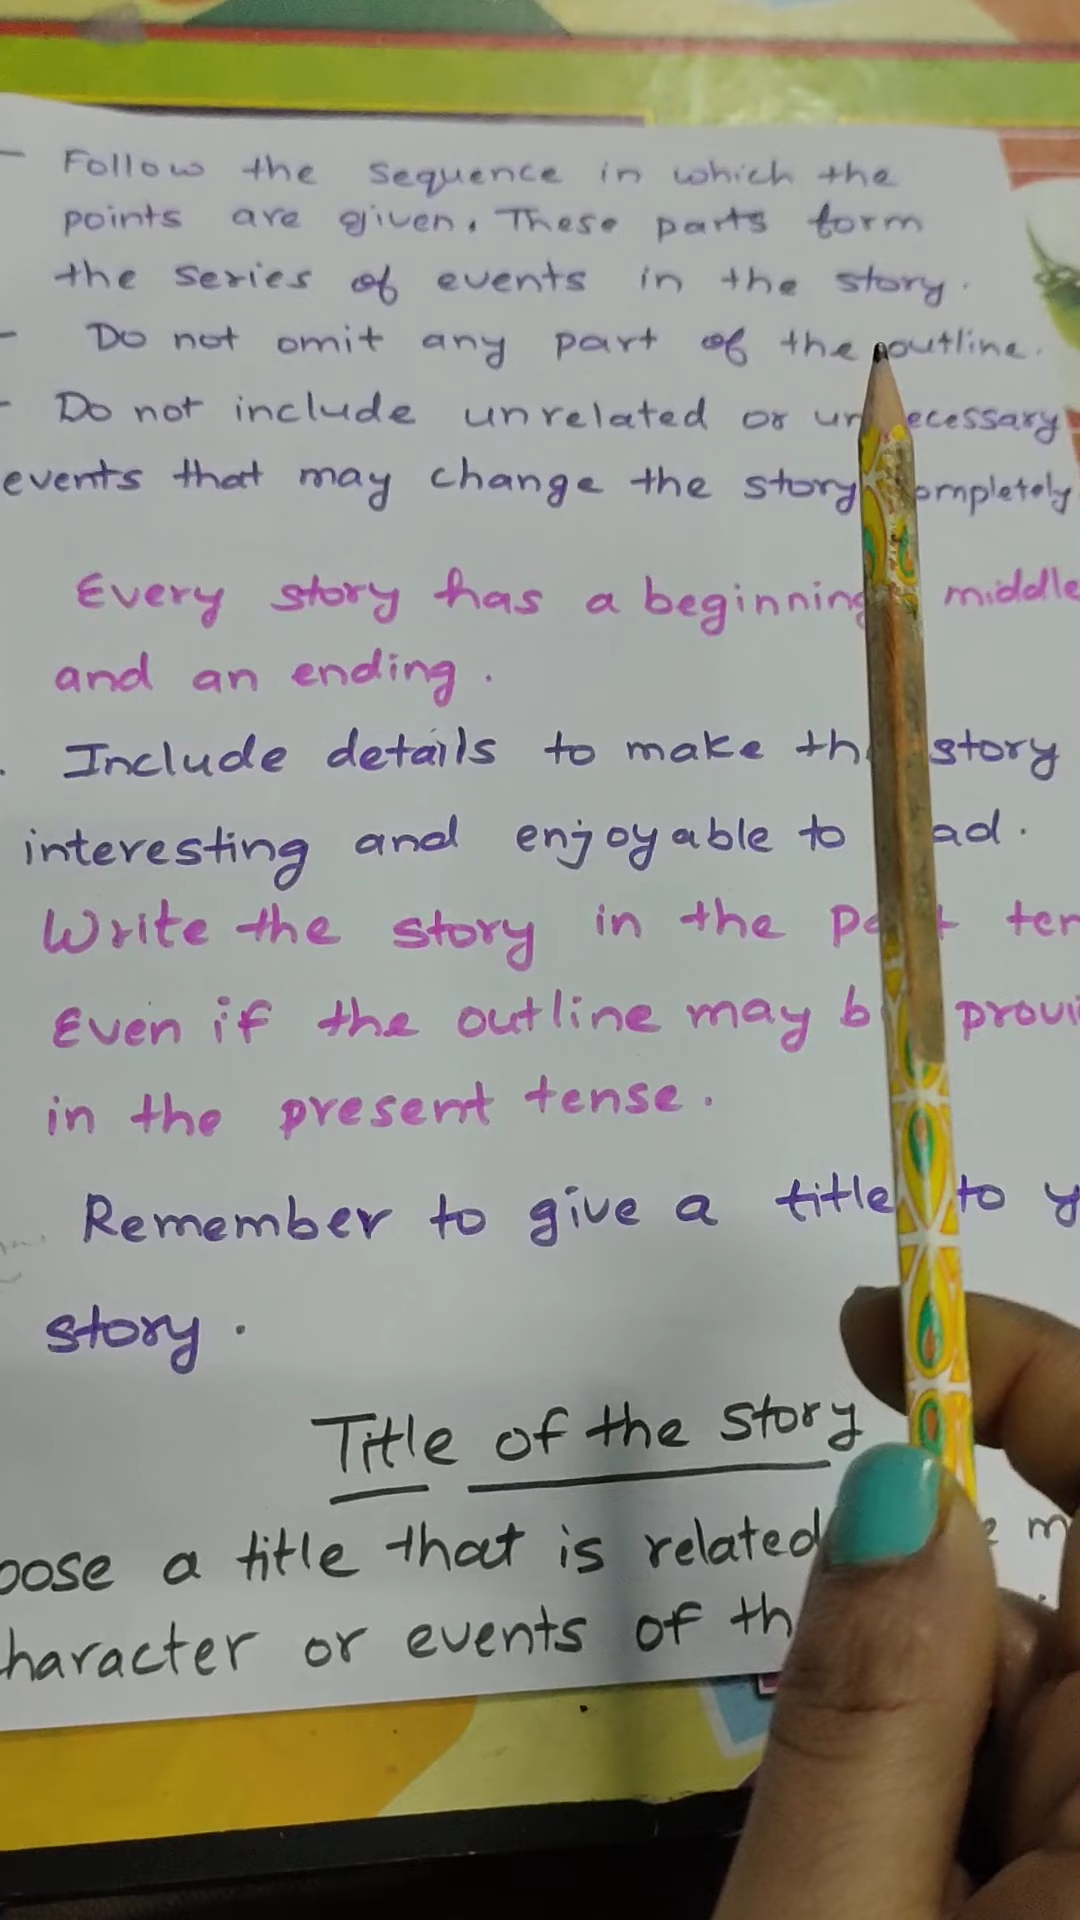 - Follow the sequence in which the
points are given. These parts form
the series of events in the story.
- Do not omit any part of the outline.
- Do not include unrelated or
events that may change the story
Every story has a beginning middle
and an ending.
. Include details to make story
interesting and enjoyable to
Write the story in the
Even if the outline may
in the present tense.
Remember to give a title to
story.
Title of the story
a title that is related
or events of